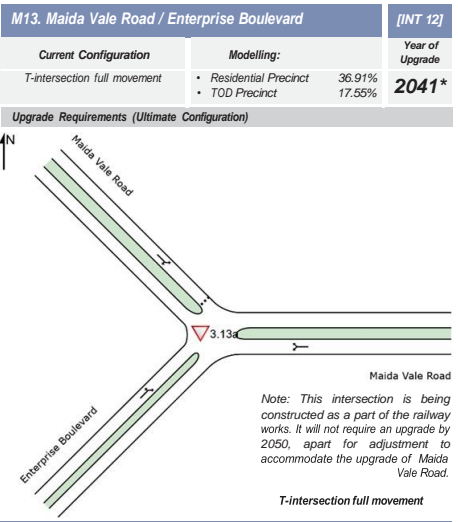 M13. Maida Vale Road / Enterprise Boulevard
[INT 12]
Current Configuration
Modelling:
Year of
Upgrade
T-intersection full movement
• Residential Precinct 36.91%
• TOD Precinct 17.55%
2041*
Upgrade Requirements (Ultimate Configuration)
N
Maida Vale Road
3.13a
Maida Vale Road
Enterprise Boulevard
Note: This intersection is being
constructed as a part of the railway
works. It will not require an upgrade by
2050, apart for adjustment to
accommodate the upgrade of Maida
Vale Road.
T-intersection full movement